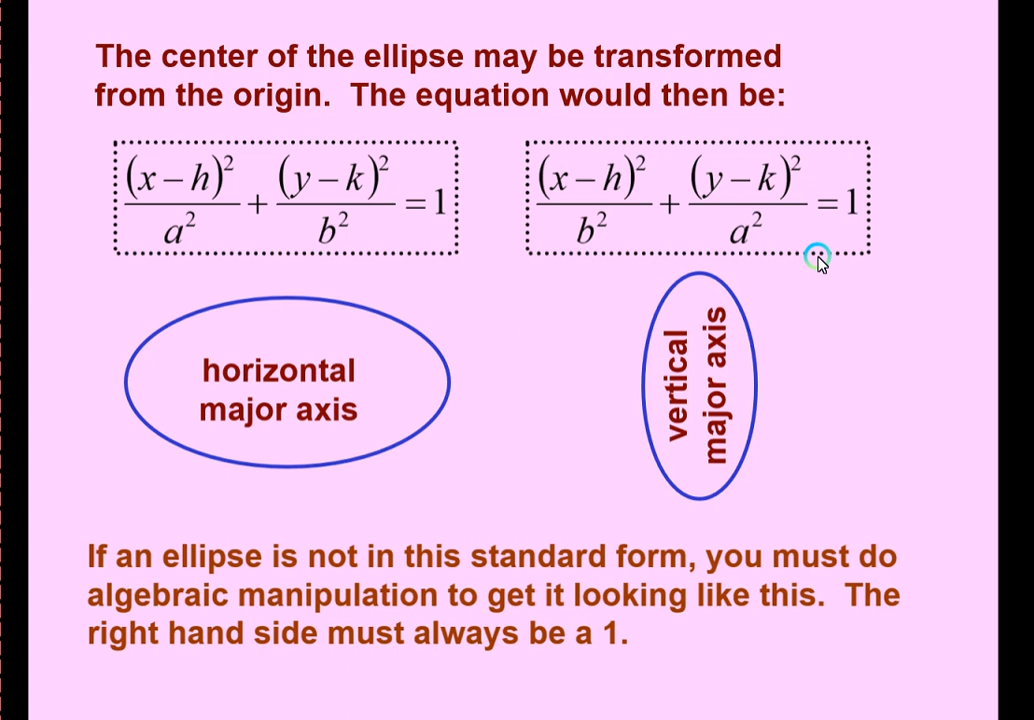 The center of the ellipse may be transformed
from the origin.  The equation would then be:
(x – h)²/a² + (y – k)²/b² = 1
(x – h)²/b² + (y – k)²/a² = 1
horizontal
major axis
vertical
major axis
If an ellipse is not in this standard form, you must do
algebraic manipulation to get it looking like this.  The
right hand side must always be a 1.